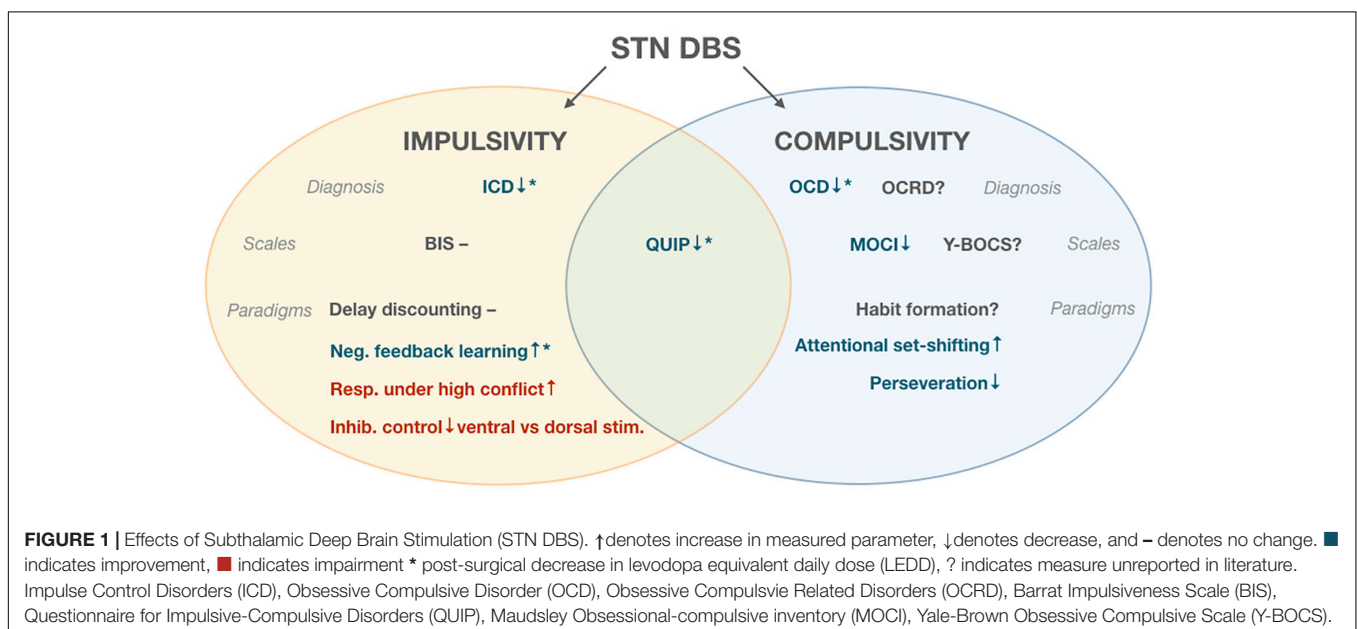 STN DBS
IMPULSIVITY COMPULSIVITY
Diagnosis ICD↓* OCD↓* OCRD? Diagnosis
Scales BIS – QUIP↓* MOCI↓ Y-BOCS? Scales
Paradigms Delay discounting – Habit formation? Paradigms
Neg. feedback learning↑* Attentional set-shifting↑
Resp. under high conflict↑ Perseveration↓
Inhib. control↓ventral vs dorsal stim.
FIGURE 1 | Effects of Subthalamic Deep Brain Stimulation (STN DBS). ↑denotes increase in measured parameter, ↓denotes decrease, and – denotes no change. ■
indicates improvement, ■ indicates impairment * post-surgical decrease in levodopa equivalent daily dose (LEDD), ? indicates measure unreported in literature.
Impulse Control Disorders (ICD), Obsessive Compulsive Disorder (OCD), Obsessive Compulsvie Related Disorders (OCRD), Barrat Impulsiveness Scale (BIS),
Questionnaire for Impulsive-Compulsive Disorders (QUIP), Maudsley Obsessional-compulsive inventory (MOCI), Yale-Brown Obsessive Compulsive Scale (Y-BOCS).